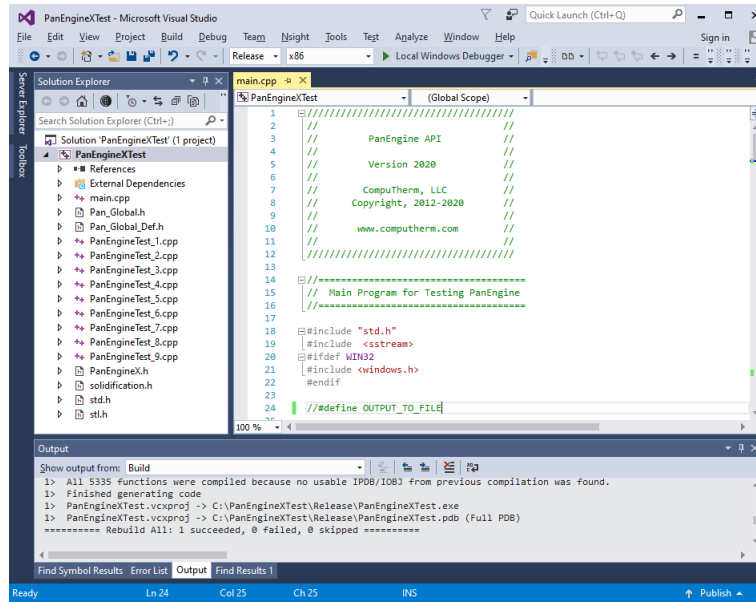 PanEngineXTest - Microsoft Visual Studio
Quick Launch (Ctrl+Q)
File Edit View Project Build Debug Team Nsight Tools Test Analyze Window Help Sign in
Release x86 Local Windows Debugger
Server Explorer
Toolbox
Solution Explorer
Search Solution Explorer (Ctrl+;)
Solution 'PanEngineXTest' (1 project)
PanEngineXTest
References
External Dependencies
main.cpp
Pan_Global.h
Pan_Global_Def.h
PanEngineTest_1.cpp
PanEngineTest_2.cpp
PanEngineTest_3.cpp
PanEngineTest_4.cpp
PanEngineTest_5.cpp
PanEngineTest_6.cpp
PanEngineTest_7.cpp
PanEngineTest_8.cpp
PanEngineTest_9.cpp
PanEngineX.h
solidification.h
std.h
stl.h
main.cpp
PanEngineXTest (Global Scope)
1 /////////////////////////////////////
2 // //
3 // PanEngine API //
4 // //
5 // Version 2020 //
6 // //
7 // CompuTherm, LLC //
8 // Copyright, 2012-2020 //
9 // //
10 // www.computherm.com //
11 // //
12 /////////////////////////////////////
13
14 //=====================================
15 // Main Program for Testing PanEngine
16 //=====================================
17
18 #include "std.h"
19 #include <sstream>
20 #ifdef WIN32
21 #include <windows.h>
22 #endif
23
24 //#define OUTPUT_TO_FILE
100 %
Output
Show output from: Build
1> All 5335 functions were compiled because no usable IPDB/IOBJ from previous compilation was found.
1> Finished generating code
1> PanEngineXTest.vcxproj -> C:\PanEngineXTest\Release\PanEngineXTest.exe
1> PanEngineXTest.vcxproj -> C:\PanEngineXTest\Release\PanEngineXTest.pdb (Full PDB)
========== Rebuild All: 1 succeeded, 0 failed, 0 skipped ==========
Find Symbol Results Error List Output Find Results 1
Ready Ln 24 Col 25 Ch 25 INS Publish